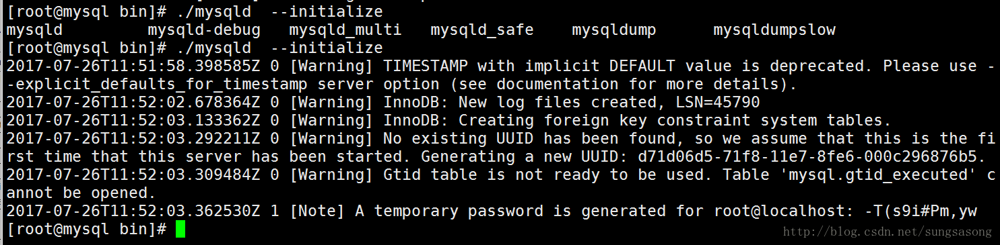 [root@mysql bin]# ./mysqld  --initialize
mysqld         mysqld-debug   mysqld_multi   mysqld_safe    mysqldump      mysqldumpslow
[root@mysql bin]# ./mysqld  --initialize
2017-07-26T11:51:58.398585Z 0 [Warning] TIMESTAMP with implicit DEFAULT value is deprecated. Please use -
-explicit_defaults_for_timestamp server option (see documentation for more details).
2017-07-26T11:52:02.678364Z 0 [Warning] InnoDB: New log files created, LSN=45790
2017-07-26T11:52:03.133362Z 0 [Warning] InnoDB: Creating foreign key constraint system tables.
2017-07-26T11:52:03.292211Z 0 [Warning] No existing UUID has been found, so we assume that this is the fi
rst time that this server has been started. Generating a new UUID: d71d06d5-71f8-11e7-8fe6-000c296876b5.
2017-07-26T11:52:03.309484Z 0 [Warning] Gtid table is not ready to be used. Table 'mysql.gtid_executed' c
annot be opened.
2017-07-26T11:52:03.362530Z 1 [Note] A temporary password is generated for root@localhost: -T(s9i#Pm,yw
[root@mysql bin]#
http://blog.csdn.net/sungsasong